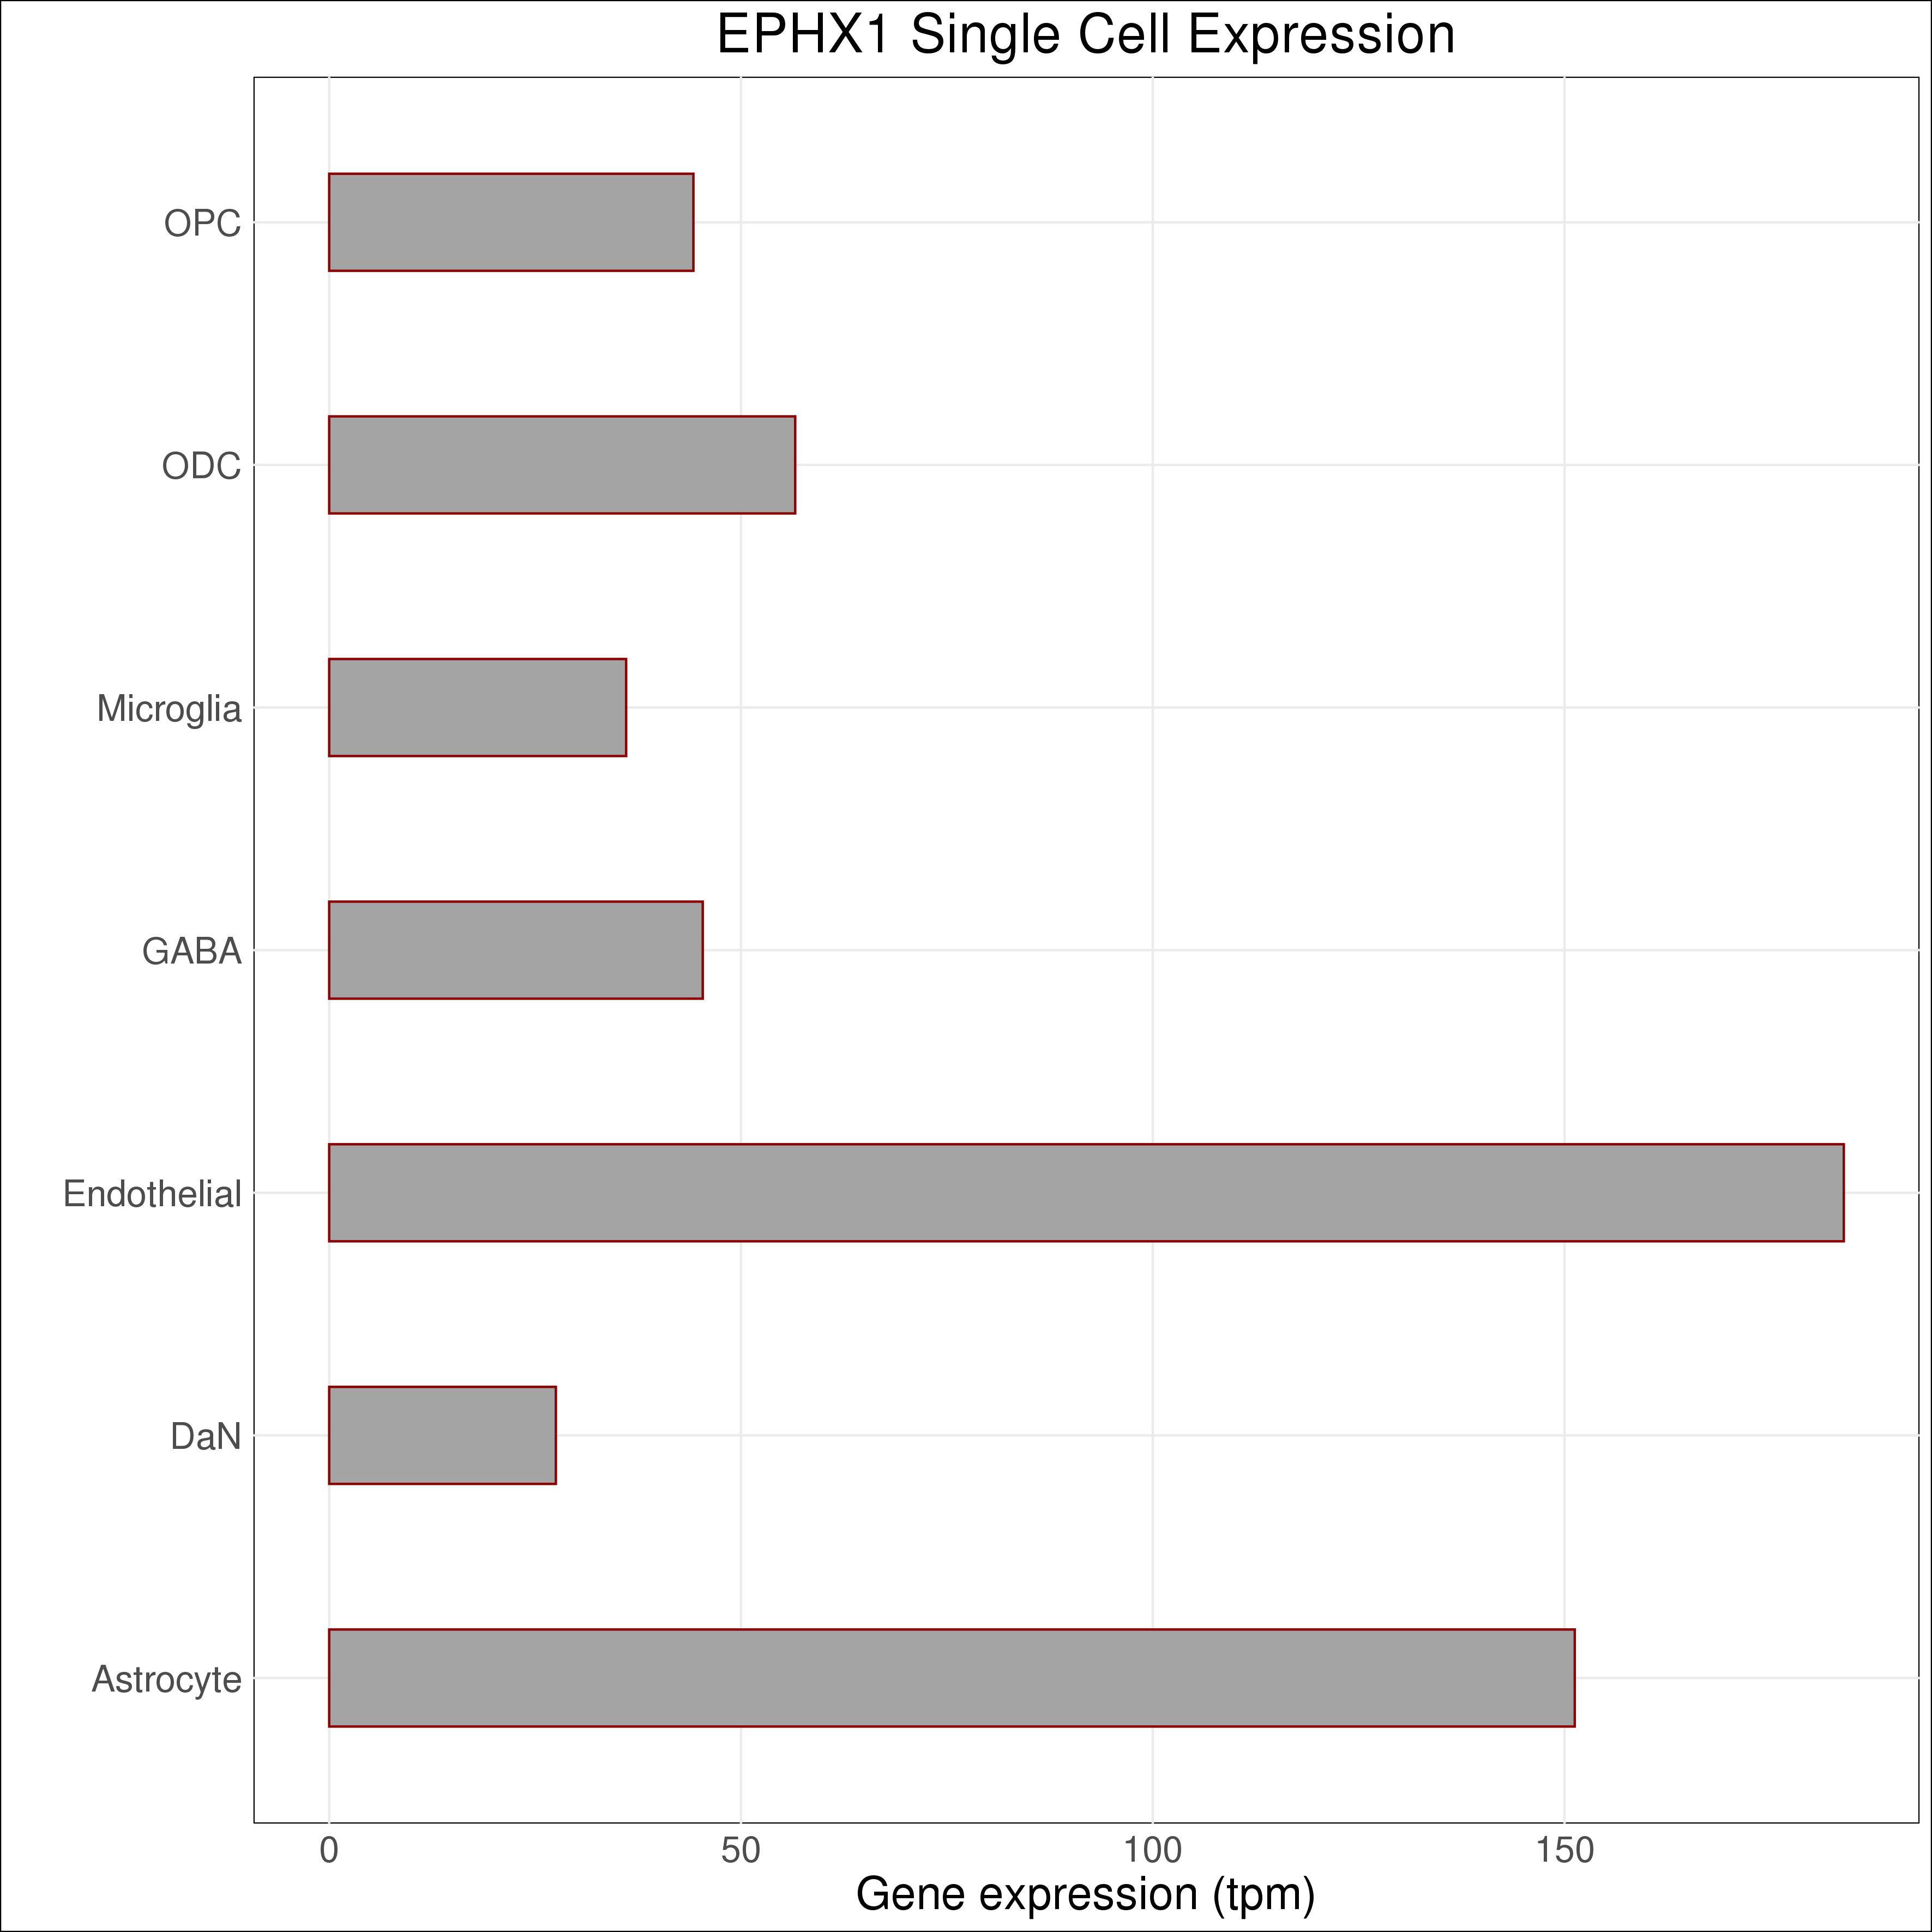 EPHX1 Single Cell Expression
OPC
ODC
Microglia
GABA
Endothelial
DaN
Astrocyte
0 50 100 150
Gene expression (tpm)